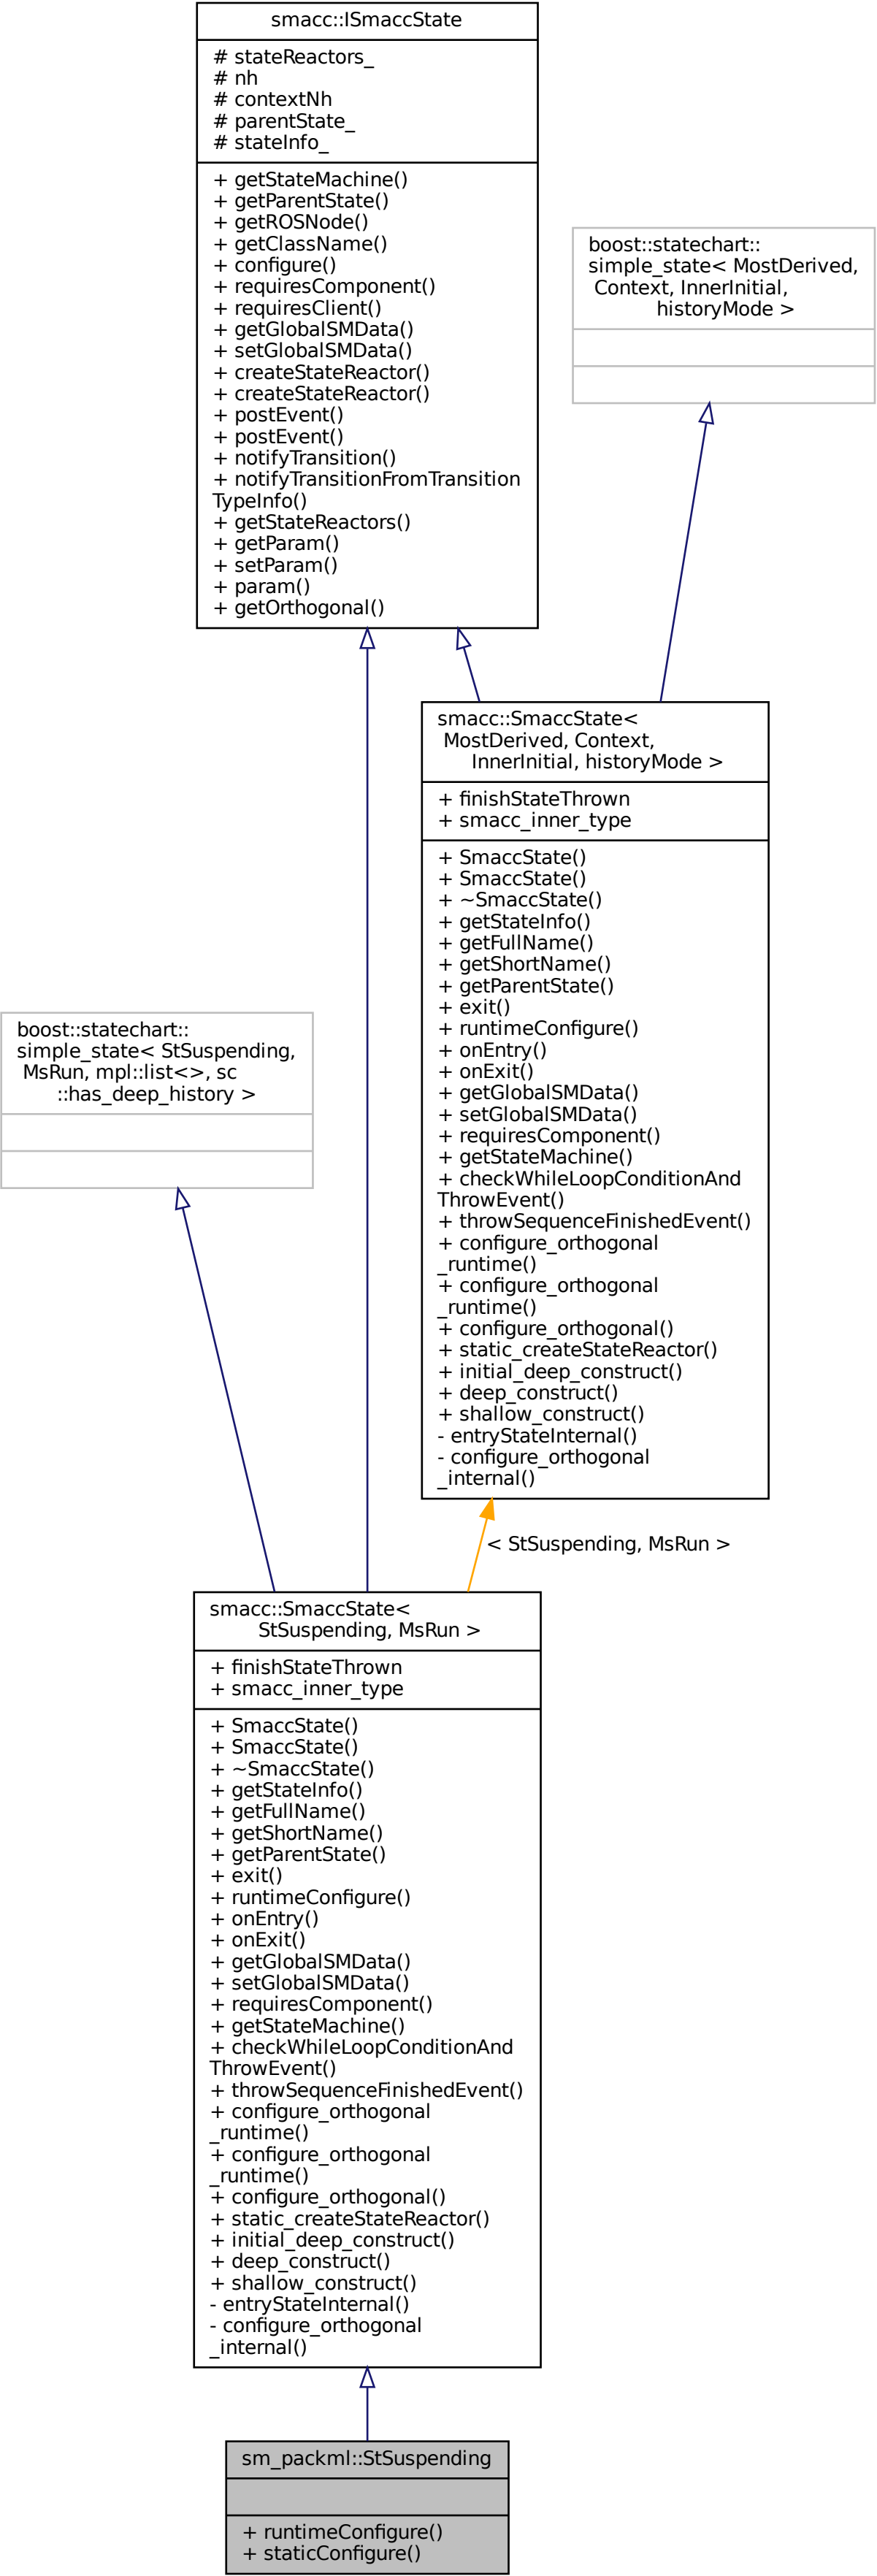 smacc::ISmaccState
# stateReactors_
# nh
# contextNh
# parentState_
# stateInfo_
+ getStateMachine()
+ getParentState()
+ getROSNode()
+ getClassName()
+ configure()
+ requiresComponent()
+ requiresClient()
+ getGlobalSMData()
+ setGlobalSMData()
+ createStateReactor()
+ createStateReactor()
+ postEvent()
+ postEvent()
+ notifyTransition()
+ notifyTransitionFromTransition
TypeInfo()
+ getStateReactors()
+ getParam()
+ setParam()
+ param()
+ getOrthogonal()
boost::statechart::
simple_state< MostDerived,
Context, InnerInitial,
historyMode >
smacc::SmaccState<
MostDerived, Context,
InnerInitial, historyMode >
+ finishStateThrown
+ smacc_inner_type
+ SmaccState()
+ SmaccState()
+ ~SmaccState()
+ getStateInfo()
+ getFullName()
+ getShortName()
+ getParentState()
+ exit()
+ runtimeConfigure()
+ onEntry()
+ onExit()
+ getGlobalSMData()
+ setGlobalSMData()
+ requiresComponent()
+ getStateMachine()
+ checkWhileLoopConditionAnd
ThrowEvent()
+ throwSequenceFinishedEvent()
+ configure_orthogonal
_runtime()
+ configure_orthogonal
_runtime()
+ configure_orthogonal()
+ static_createStateReactor()
+ initial_deep_construct()
+ deep_construct()
+ shallow_construct()
- entryStateInternal()
- configure_orthogonal
_internal()
boost::statechart::
simple_state< StSuspending,
MsRun, mpl::list<>, sc
::has_deep_history >
< StSuspending, MsRun >
smacc::SmaccState<
StSuspending, MsRun >
+ finishStateThrown
+ smacc_inner_type
+ SmaccState()
+ SmaccState()
+ ~SmaccState()
+ getStateInfo()
+ getFullName()
+ getShortName()
+ getParentState()
+ exit()
+ runtimeConfigure()
+ onEntry()
+ onExit()
+ getGlobalSMData()
+ setGlobalSMData()
+ requiresComponent()
+ getStateMachine()
+ checkWhileLoopConditionAnd
ThrowEvent()
+ throwSequenceFinishedEvent()
+ configure_orthogonal
_runtime()
+ configure_orthogonal
_runtime()
+ configure_orthogonal()
+ static_createStateReactor()
+ initial_deep_construct()
+ deep_construct()
+ shallow_construct()
- entryStateInternal()
- configure_orthogonal
_internal()
sm_packml::StSuspending
+ runtimeConfigure()
+ staticConfigure()